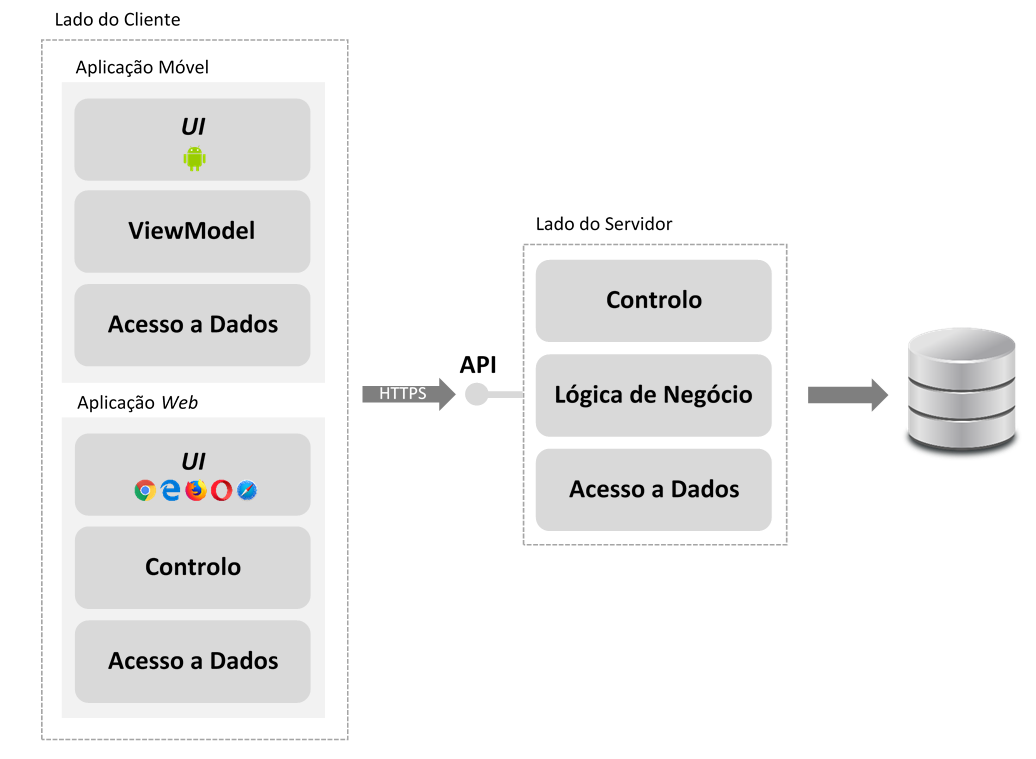 Lado do Cliente
Aplicação Móvel
UI
ViewModel
Acesso a Dados
Aplicação Web
UI
Controlo
Acesso a Dados
HTTPS
API
Lado do Servidor
Controlo
Lógica de Negócio
Acesso a Dados